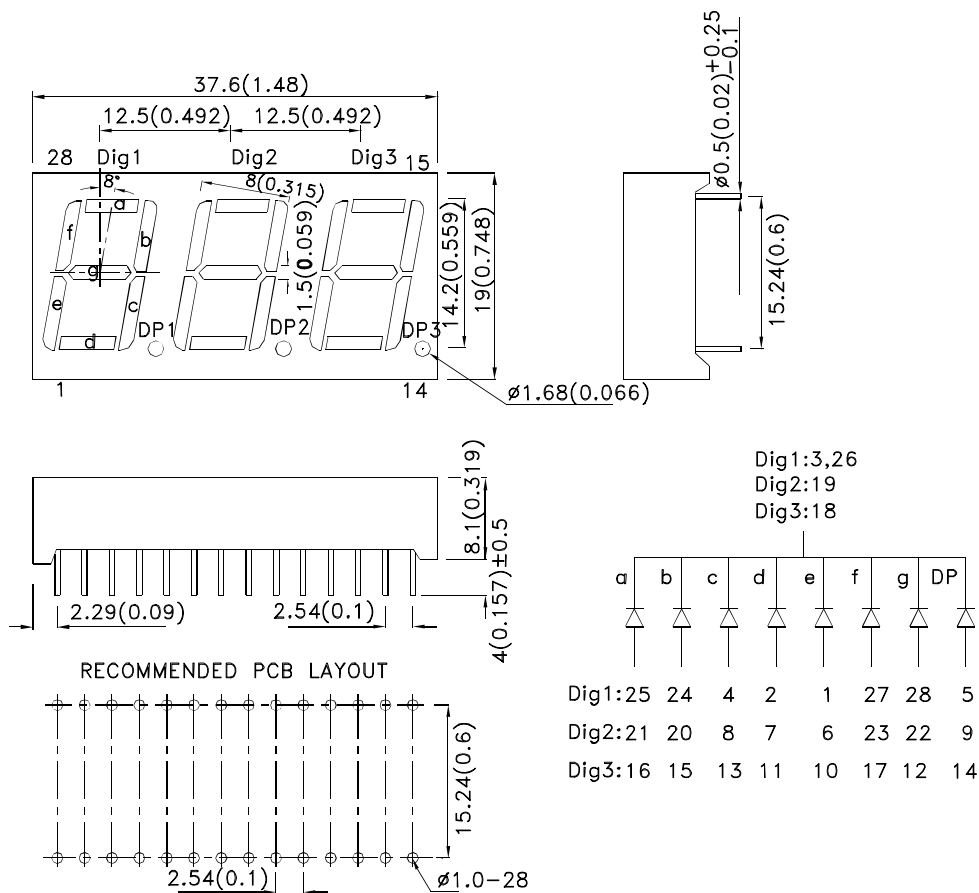 37.6(1.48)
12.5(0.492) 12.5(0.492)
28 Dig1 Dig2 Dig3 15
8° 8(0.315)
a
f b
g
e c
d
DP1 DP2 DP3
1.5(0.059)
14.2(0.559)
19(0.748)
1 14
ø1.68(0.066)
ø0.5(0.02)+0.25
-0.1
15.24(0.6)
8.1(0.319)
4(0.157)±0.5
2.29(0.09) 2.54(0.1)
RECOMMENDED PCB LAYOUT
15.24(0.6)
2.54(0.1) ø1.0-28
Dig1:3,26
Dig2:19
Dig3:18
a b c d e f g DP
Dig1:25 24 4 2 1 27 28 5
Dig2:21 20 8 7 6 23 22 9
Dig3:16 15 13 11 10 17 12 14